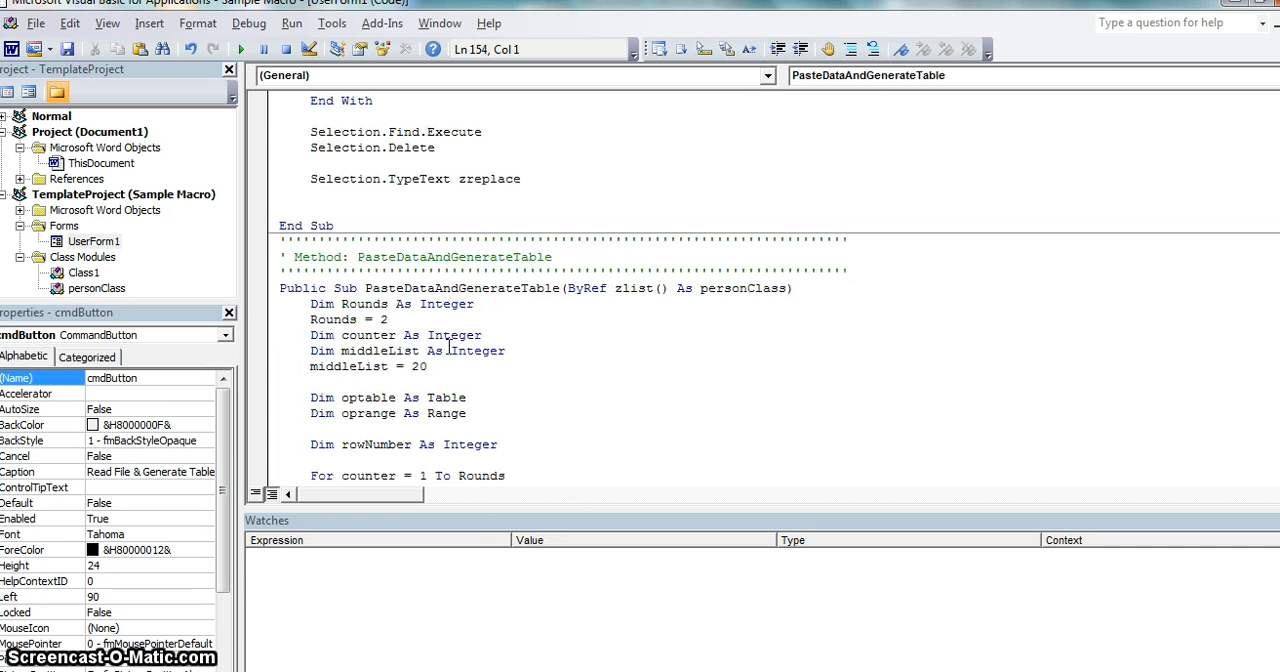 Microsoft Visual Basic for Applications - Sample Macro - [UserForm1 (Code)]
File Edit View Insert Format Debug Run Tools Add-Ins Window Help
Type a question for help
Ln 154, Col 1
roject - TemplateProject
(General)
PasteDataAndGenerateTable
Normal
Project (Document1)
Microsoft Word Objects
ThisDocument
References
TemplateProject (Sample Macro)
Microsoft Word Objects
Forms
UserForm1
Class Modules
Class1
personClass
End With
Selection.Find.Execute
Selection.Delete
Selection.TypeText zreplace
End Sub
''''''''''''''''''''''''''''''''''''''''''''''''''''''''''''''''''''''''
' Method: PasteDataAndGenerateTable
''''''''''''''''''''''''''''''''''''''''''''''''''''''''''''''''''''''''
Public Sub PasteDataAndGenerateTable(ByRef zlist() As personClass)
Dim Rounds As Integer
Rounds = 2
Dim counter As Integer
Dim middleList As Integer
middleList = 20
Dim optable As Table
Dim oprange As Range
Dim rowNumber As Integer
For counter = 1 To Rounds
roperties - cmdButton
cmdButton CommandButton
Alphabetic Categorized
(Name) cmdButton
Accelerator
AutoSize False
BackColor &H8000000F&
BackStyle 1 - fmBackStyleOpaque
Cancel False
Caption Read File & Generate Table
ControlTipText
Default False
Enabled True
Font Tahoma
ForeColor &H80000012&
Height 24
HelpContextID 0
Left 90
Locked False
MouseIcon (None)
MousePointer 0 - fmMousePointerDefault
Watches
Expression Value Type Context
Screencast-O-Matic.com